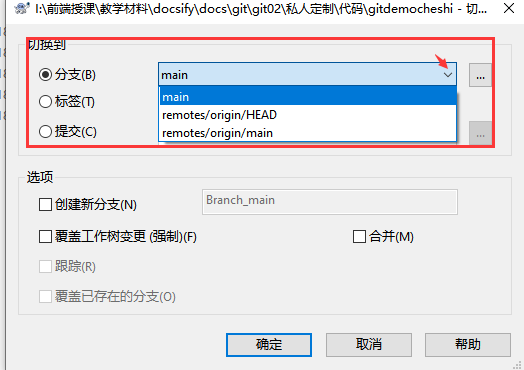 I:\前端授课\教学材料\docsify\docs\git\git02\私人定制\代码\gitdemocheshi - 切...
切换到
分支(B)
main
...
main
标签(T)
remotes/origin/HEAD
提交(C)
remotes/origin/main
...
选项
创建新分支(N)
Branch_main
覆盖工作树变更 (强制)(F)
合并(M)
跟踪(R)
覆盖已存在的分支(O)
确定
取消
帮助